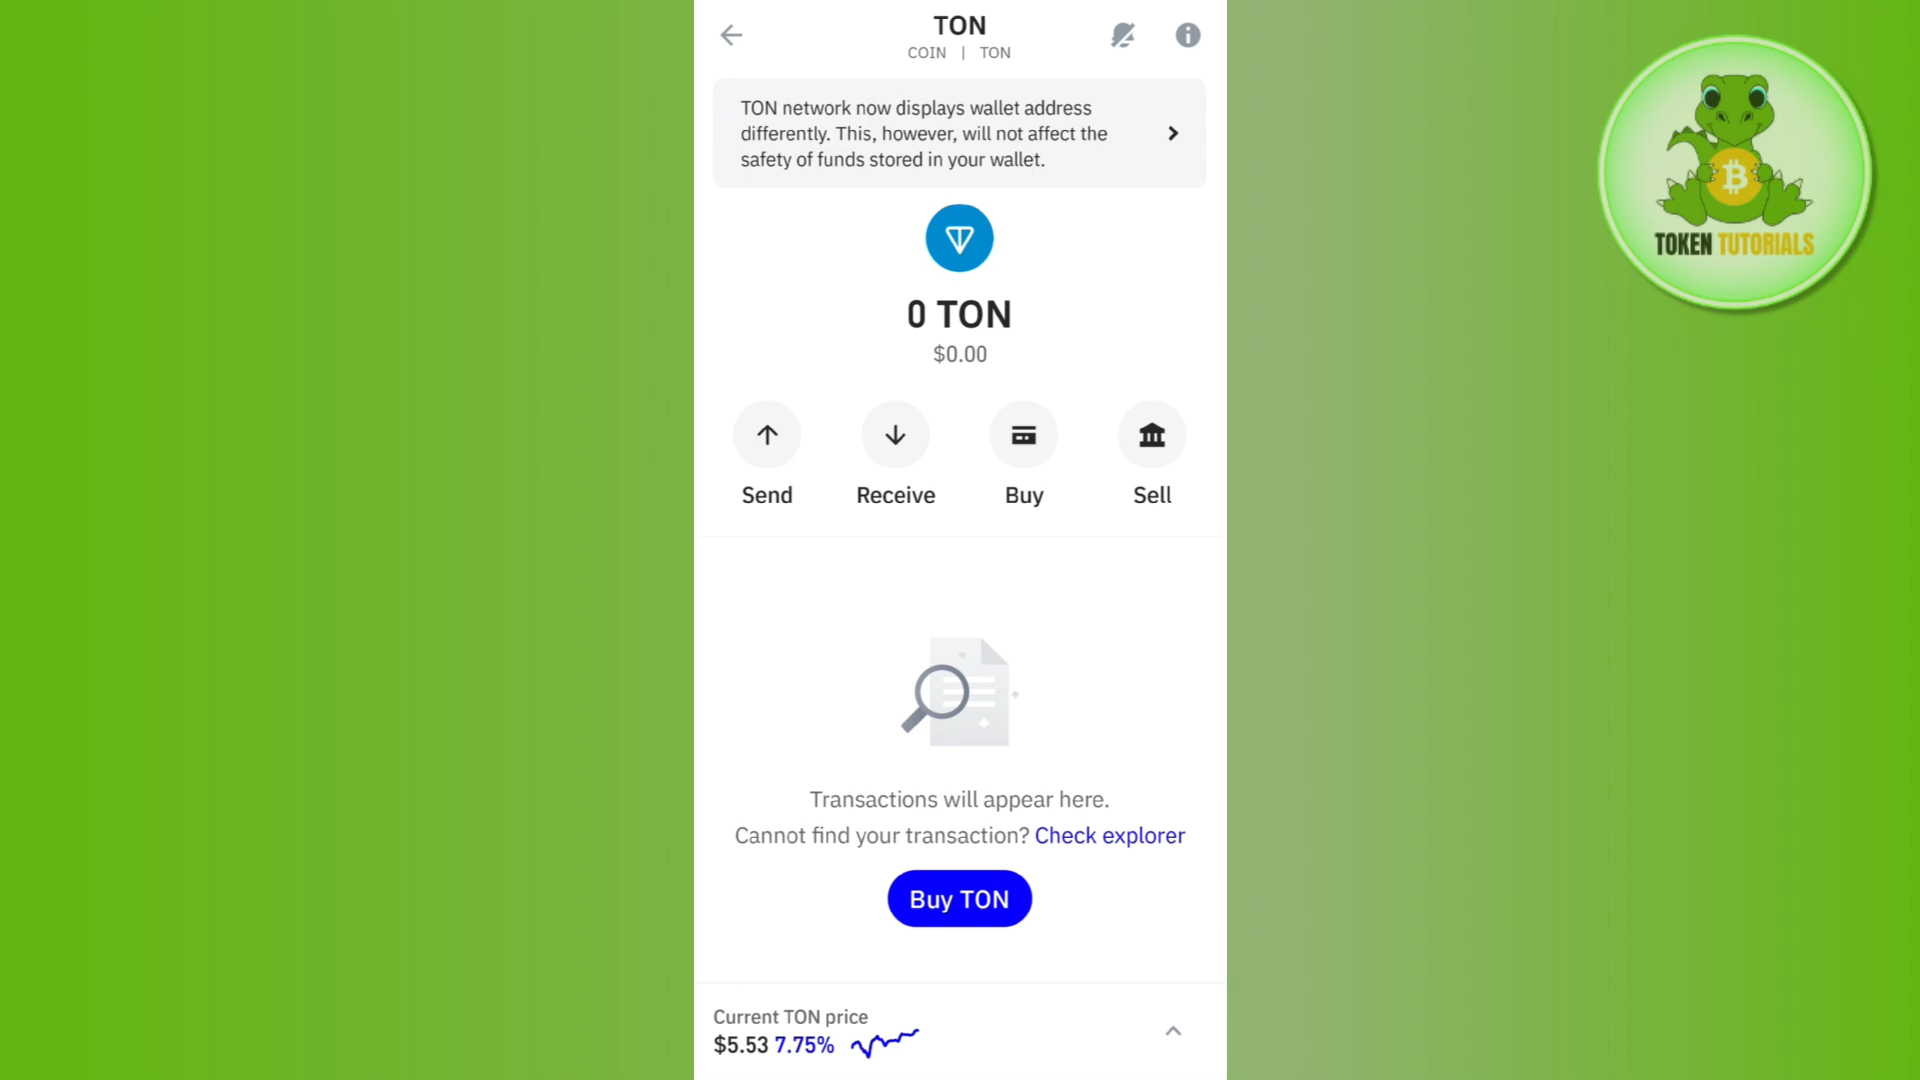 TON
COIN | TON
TON network now displays wallet address
differently. This, however, will not affect the
safety of funds stored in your wallet.
TOKEN TUTORIALS
0 TON
$0.00
Send Receive Buy Sell
Transactions will appear here.
Cannot find your transaction? Check explorer
Buy TON
Current TON price
$5.53 7.75%